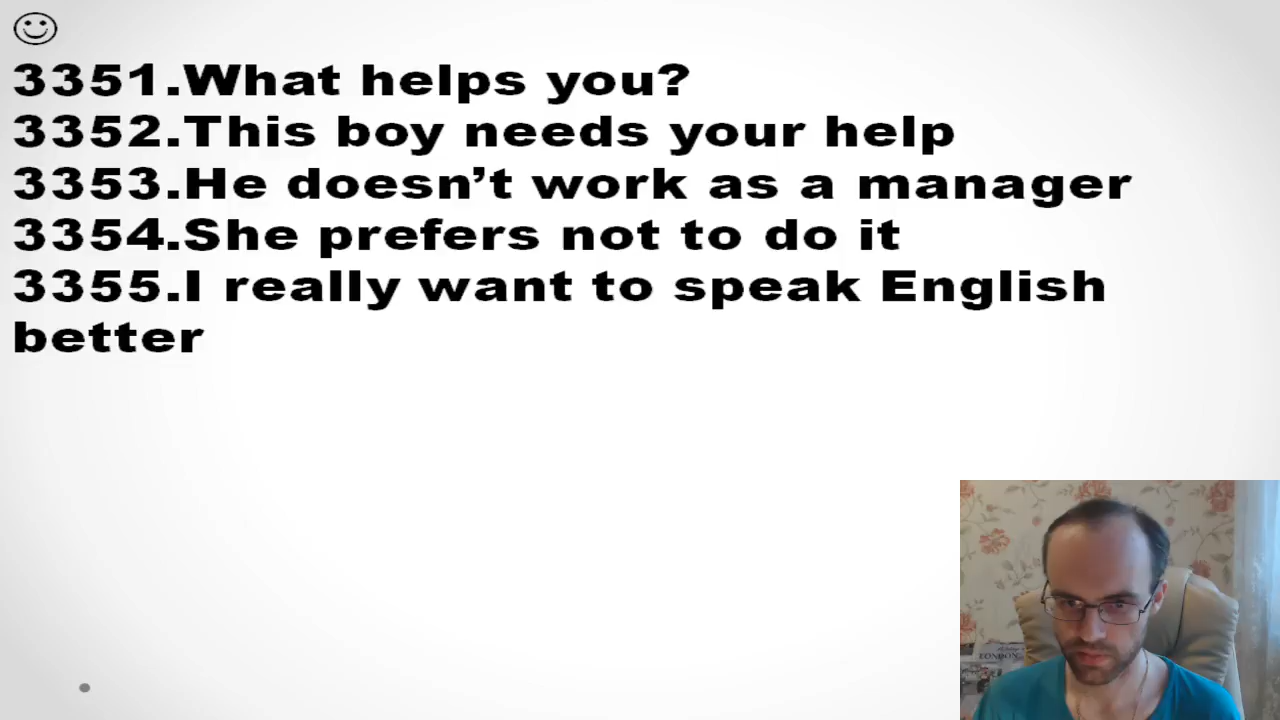 3351.What helps you?
3352.This boy needs your help
3353.He doesn’t work as a manager
3354.She prefers not to do it
3355.I really want to speak English
better
LONDON